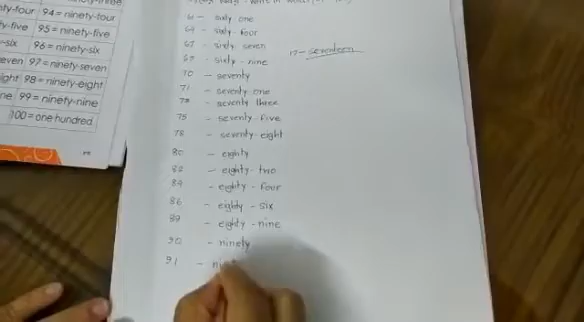 ty-four 94 = ninety-four
ty-five 95 = ninety-five
-six 96 = ninety-six
even 97 = ninety-seven
ight 98 = ninety-eight
ne 99 = ninety-nine
100 = one hundred
61 - sixty one
64 - sixty-four
67 - sixty seven
69 - sixty-nine
17 - seventeen
70 - seventy
71 - seventy one
73 - seventy three
75 - seventy-five
78 - seventy-eight
80 - eighty
82 - eighty-two
84 - eighty-four
86 - eighty-six
89 - eighty-nine
90 - ninety
91 -